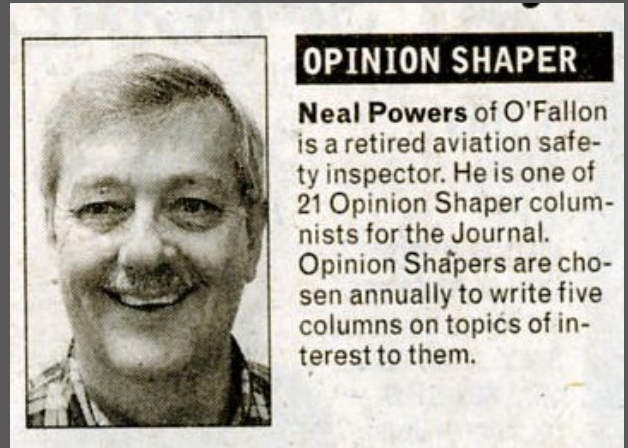 OPINION SHAPER
Neal Powers of O'Fallon
is a retired aviation safe-
ty inspector. He is one of
21 Opinion Shaper colum-
nists for the Journal.
Opinion Shapers are cho-
sen annually to write five
columns on topics of in-
terest to them.